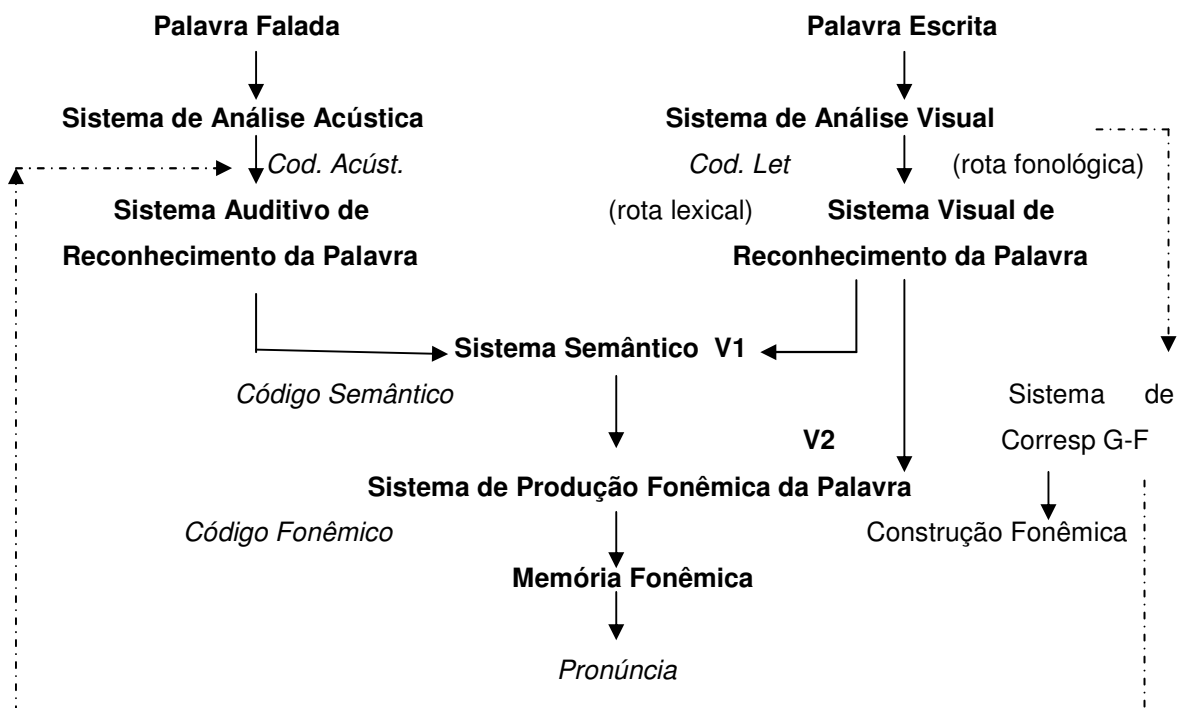 Palavra Falada Palavra Escrita
Sistema de Análise Acústica Sistema de Análise Visual
Cod. Acúst. Cod. Let (rota fonológica)
Sistema Auditivo de (rota lexical) Sistema Visual de
Reconhecimento da Palavra Reconhecimento da Palavra
Sistema Semântico V1
Código Semântico Sistema de
V2 Corresp G-F
Sistema de Produção Fonêmica da Palavra
Código Fonêmico Construção Fonêmica
Memória Fonêmica
Pronúncia